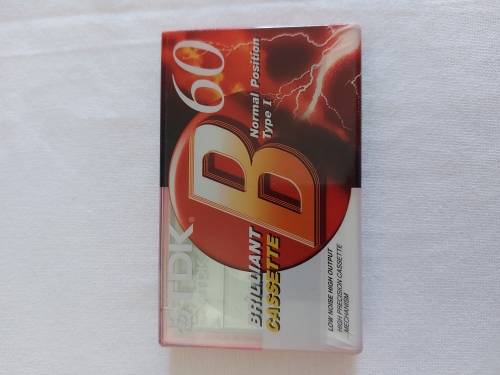 TDK
B
60
Normal Position
Type I
BRILLIANT
CASSETTE
LOW NOISE HIGH OUTPUT
HIGH PRECISION CASSETTE
MECHANISM